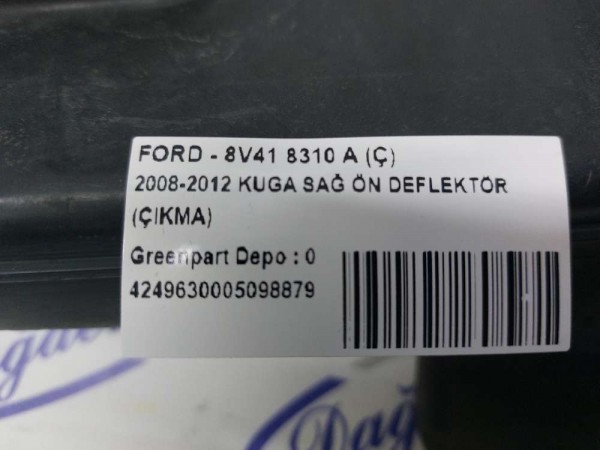 FORD - 8V41 8310 A (Ç)
2008-2012 KUGA SAĞ ÖN DEFLEKTÖR
(ÇIKMA)
Greenpart Depo : 0
4249630005098879